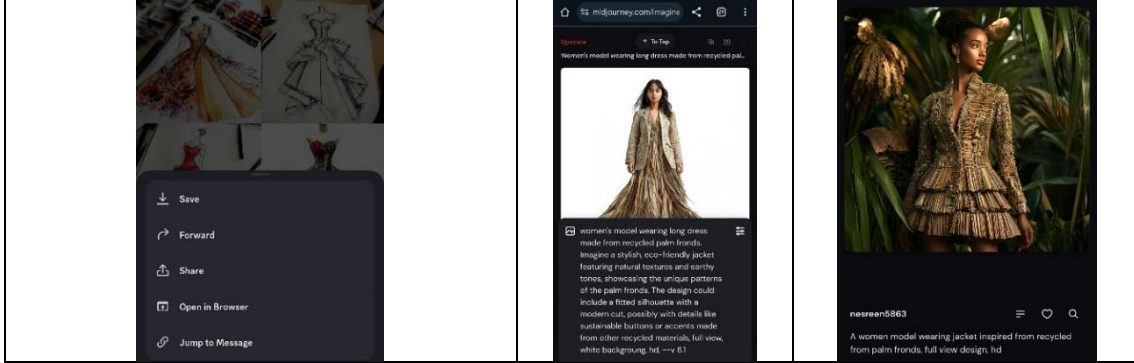 Save
Forward
Share
Open in Browser
Jump to Message
midjourney.com/imagine
Upscale
To Top
Women's model wearing long dress made from recycled pal...
women's model wearing long dress
made from recycled palm fronds.
Imagine a stylish, eco-friendly jacket
featuring natural textures and earthy
tones, showcasing the unique patterns
of the palm fronds. The design could
include a fitted silhouette with a
modern cut, possibly with details like
sustainable buttons or accents made
from other recycled materials, full view,
white backgroung, hd, --v 6.1
nesreen5863
A women model wearing jacket inspired from recycled
from palm fronds, full view design, hd